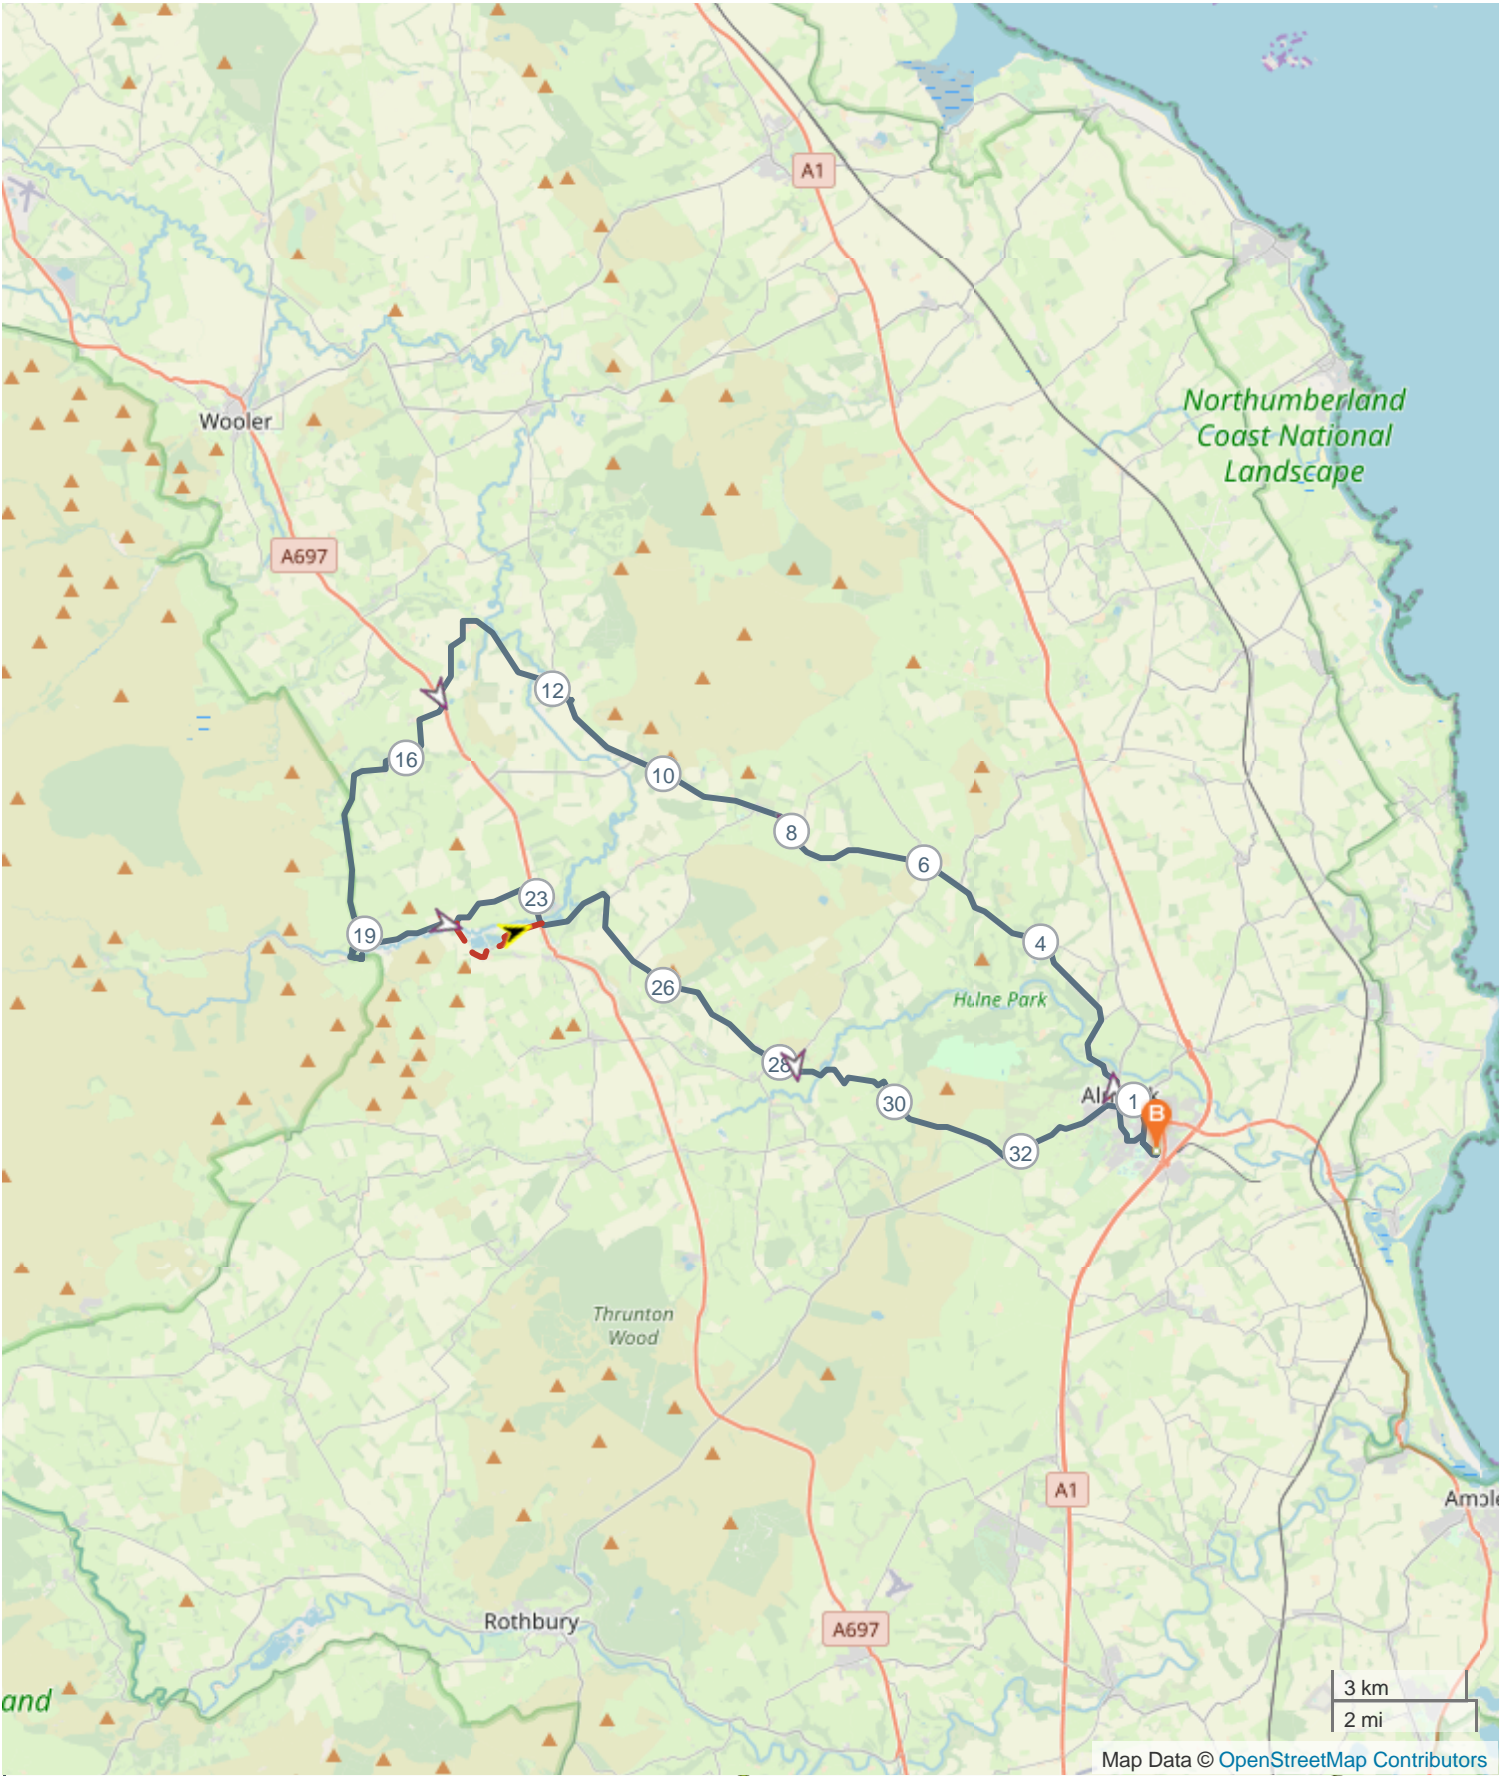 A1
Northumberland
Coast National
Landscape
Wooler
A697
12
16
10
8
6
23
19
4
26
Hulne Park
28
30
1
B
32
Thrunton
Wood
A1
Rothbury
A697
3 km
2 mi
Map Data © OpenStreetMap Contributors